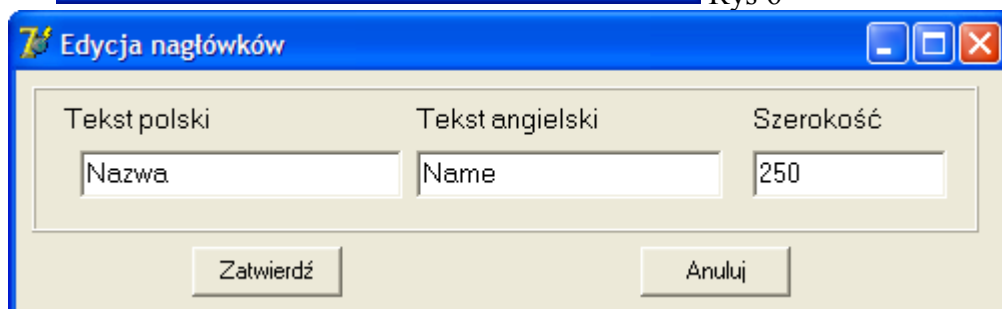 Rys 6
Edycja nagłówków
Tekst polski Tekst angielski Szerokość
Nazwa Name 250
Zatwierdź Anuluj